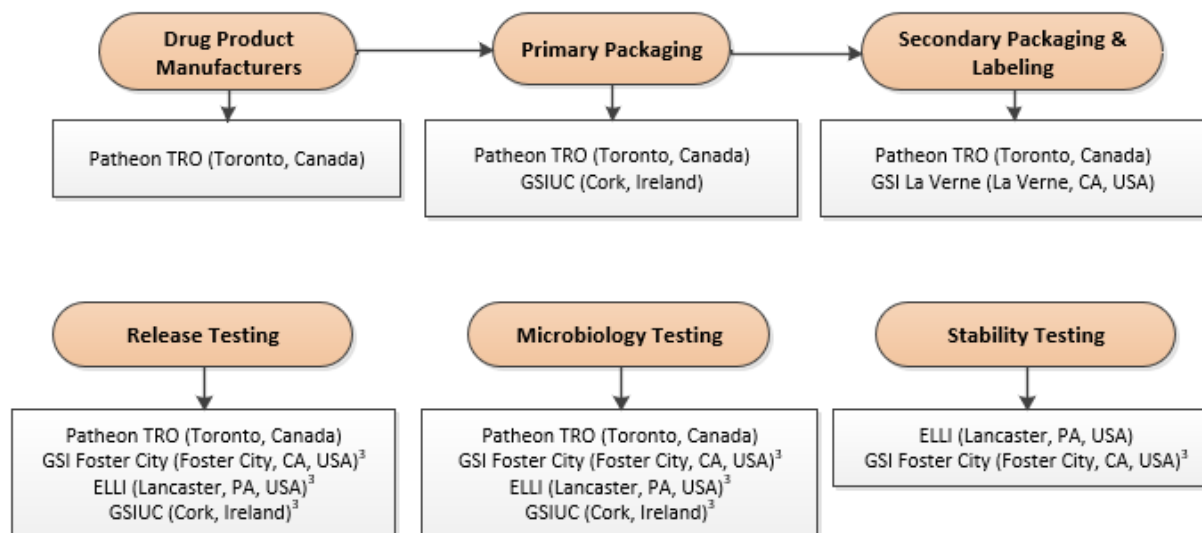 Drug Product
Manufacturers
Primary Packaging
Secondary Packaging &
Labeling
Patheon TRO (Toronto, Canada)
Patheon TRO (Toronto, Canada)
GSIUC (Cork, Ireland)
Patheon TRO (Toronto, Canada)
GSI La Verne (La Verne, CA, USA)
Release Testing
Microbiology Testing
Stability Testing
Patheon TRO (Toronto, Canada)
GSI Foster City (Foster City, CA, USA)³
ELLI (Lancaster, PA, USA)³
GSIUC (Cork, Ireland)³
Patheon TRO (Toronto, Canada)
GSI Foster City (Foster City, CA, USA)³
ELLI (Lancaster, PA, USA)³
GSIUC (Cork, Ireland)³
ELLI (Lancaster, PA, USA)
GSI Foster City (Foster City, CA, USA)³